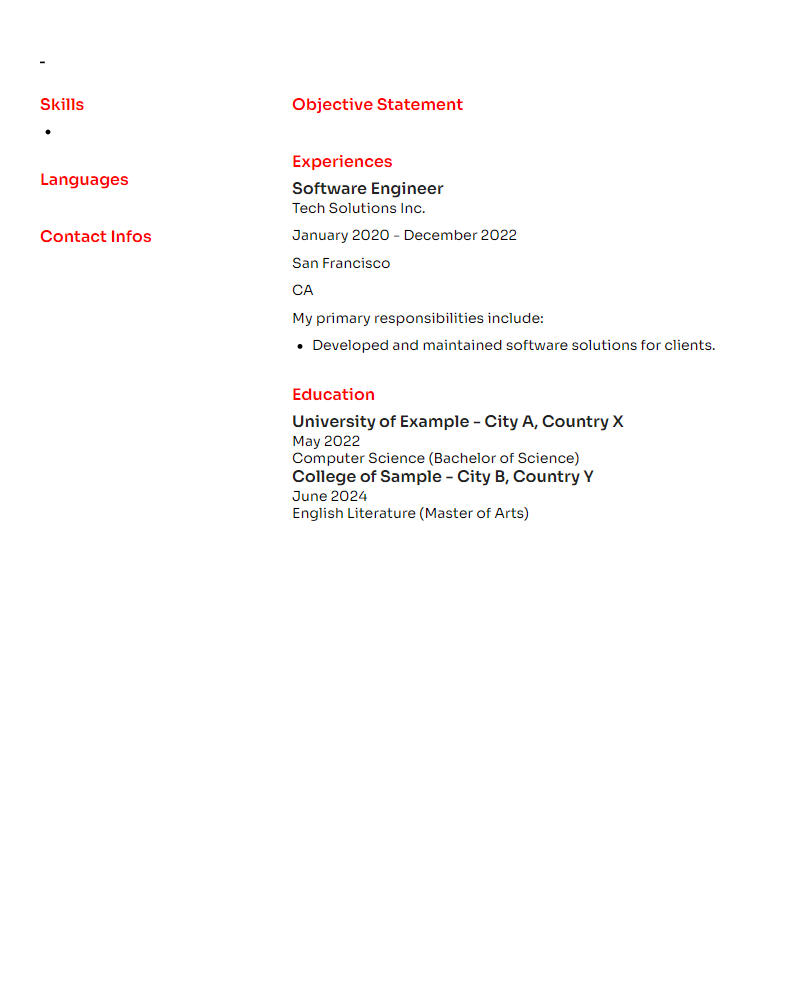 -
Skills
•
Languages
Contact Infos
Objective Statement
Experiences
Software Engineer
Tech Solutions Inc.
January 2020 - December 2022
San Francisco
CA
My primary responsibilities include:
• Developed and maintained software solutions for clients.
Education
University of Example - City A, Country X
May 2022
Computer Science (Bachelor of Science)
College of Sample - City B, Country Y
June 2024
English Literature (Master of Arts)